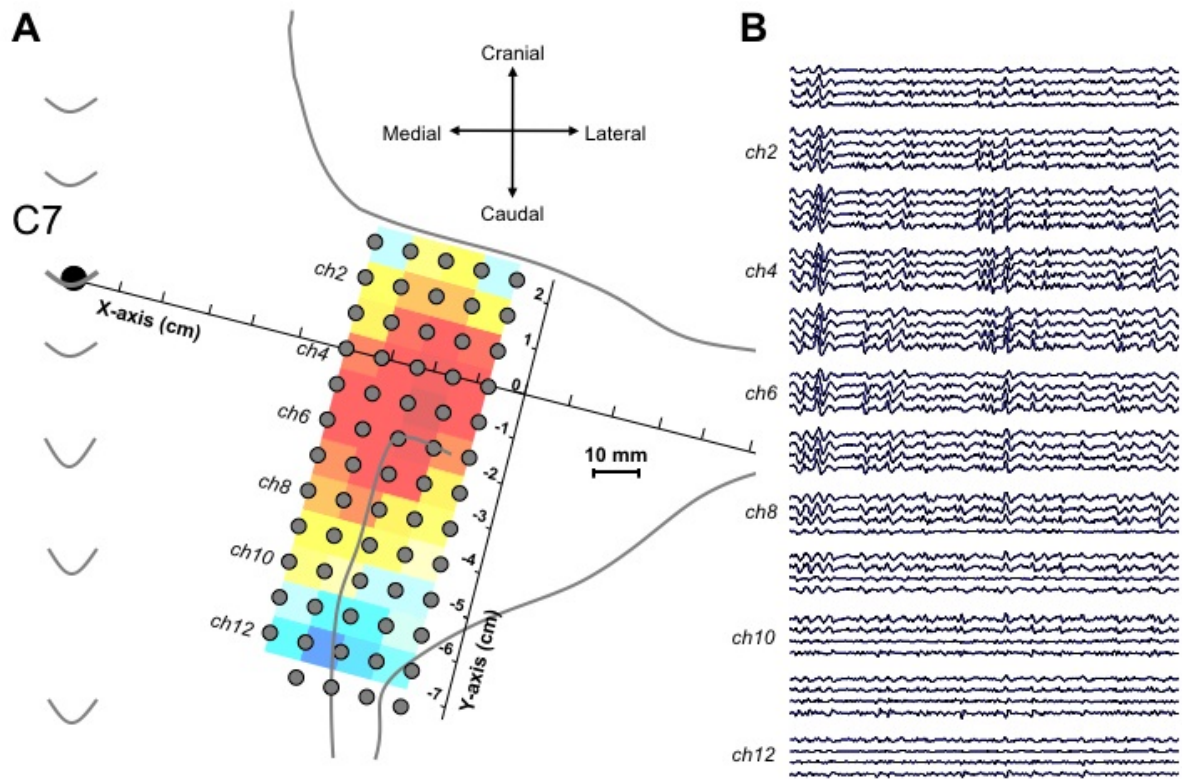 A
B
Cranial
Medial
Lateral
Caudal
C7
X-axis (cm)
ch2
ch4
ch6
ch8
ch10
ch12
2
1
0
-1
-2
-3
-4
-5
-6
-7
Y-axis (cm)
10 mm
ch2
ch4
ch6
ch8
ch10
ch12